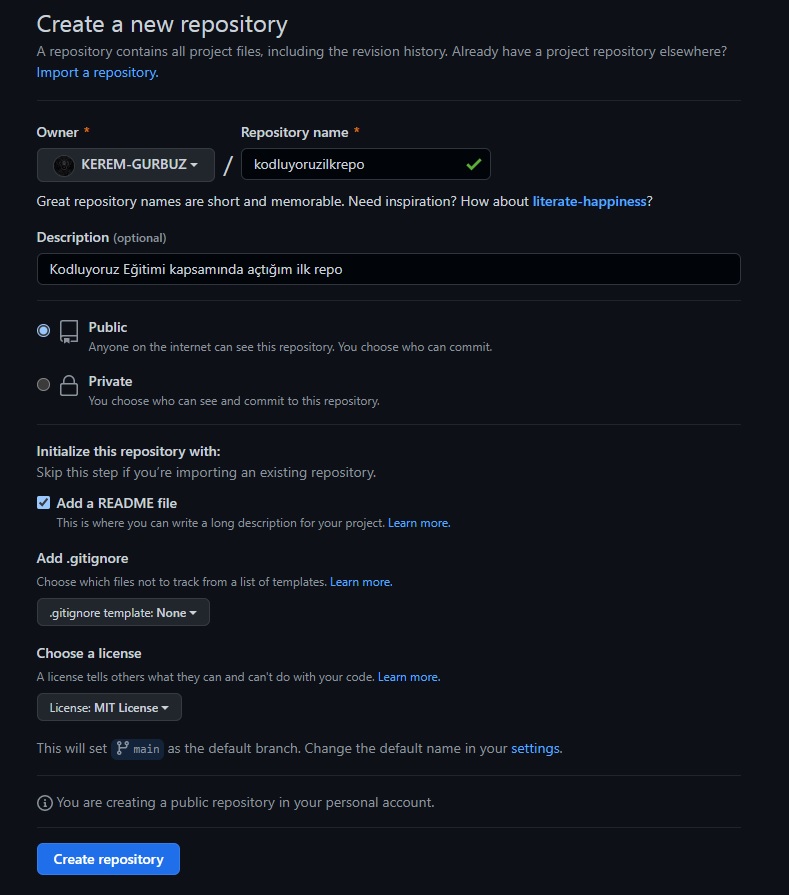 Create a new repository
A repository contains all project files, including the revision history. Already have a project repository elsewhere?
Import a repository.
Owner * Repository name *
KEREM-GURBUZ / kodluyoruzilkrepo
Great repository names are short and memorable. Need inspiration? How about literate-happiness?
Description (optional)
Kodluyoruz Eğitimi kapsamında açtığım ilk repo
Public
Anyone on the internet can see this repository. You choose who can commit.
Private
You choose who can see and commit to this repository.
Initialize this repository with:
Skip this step if you're importing an existing repository.
Add a README file
This is where you can write a long description for your project. Learn more.
Add .gitignore
Choose which files not to track from a list of templates. Learn more.
.gitignore template: None
Choose a license
A license tells others what they can and can't do with your code. Learn more.
License: MIT License
This will set main as the default branch. Change the default name in your settings.
You are creating a public repository in your personal account.
Create repository